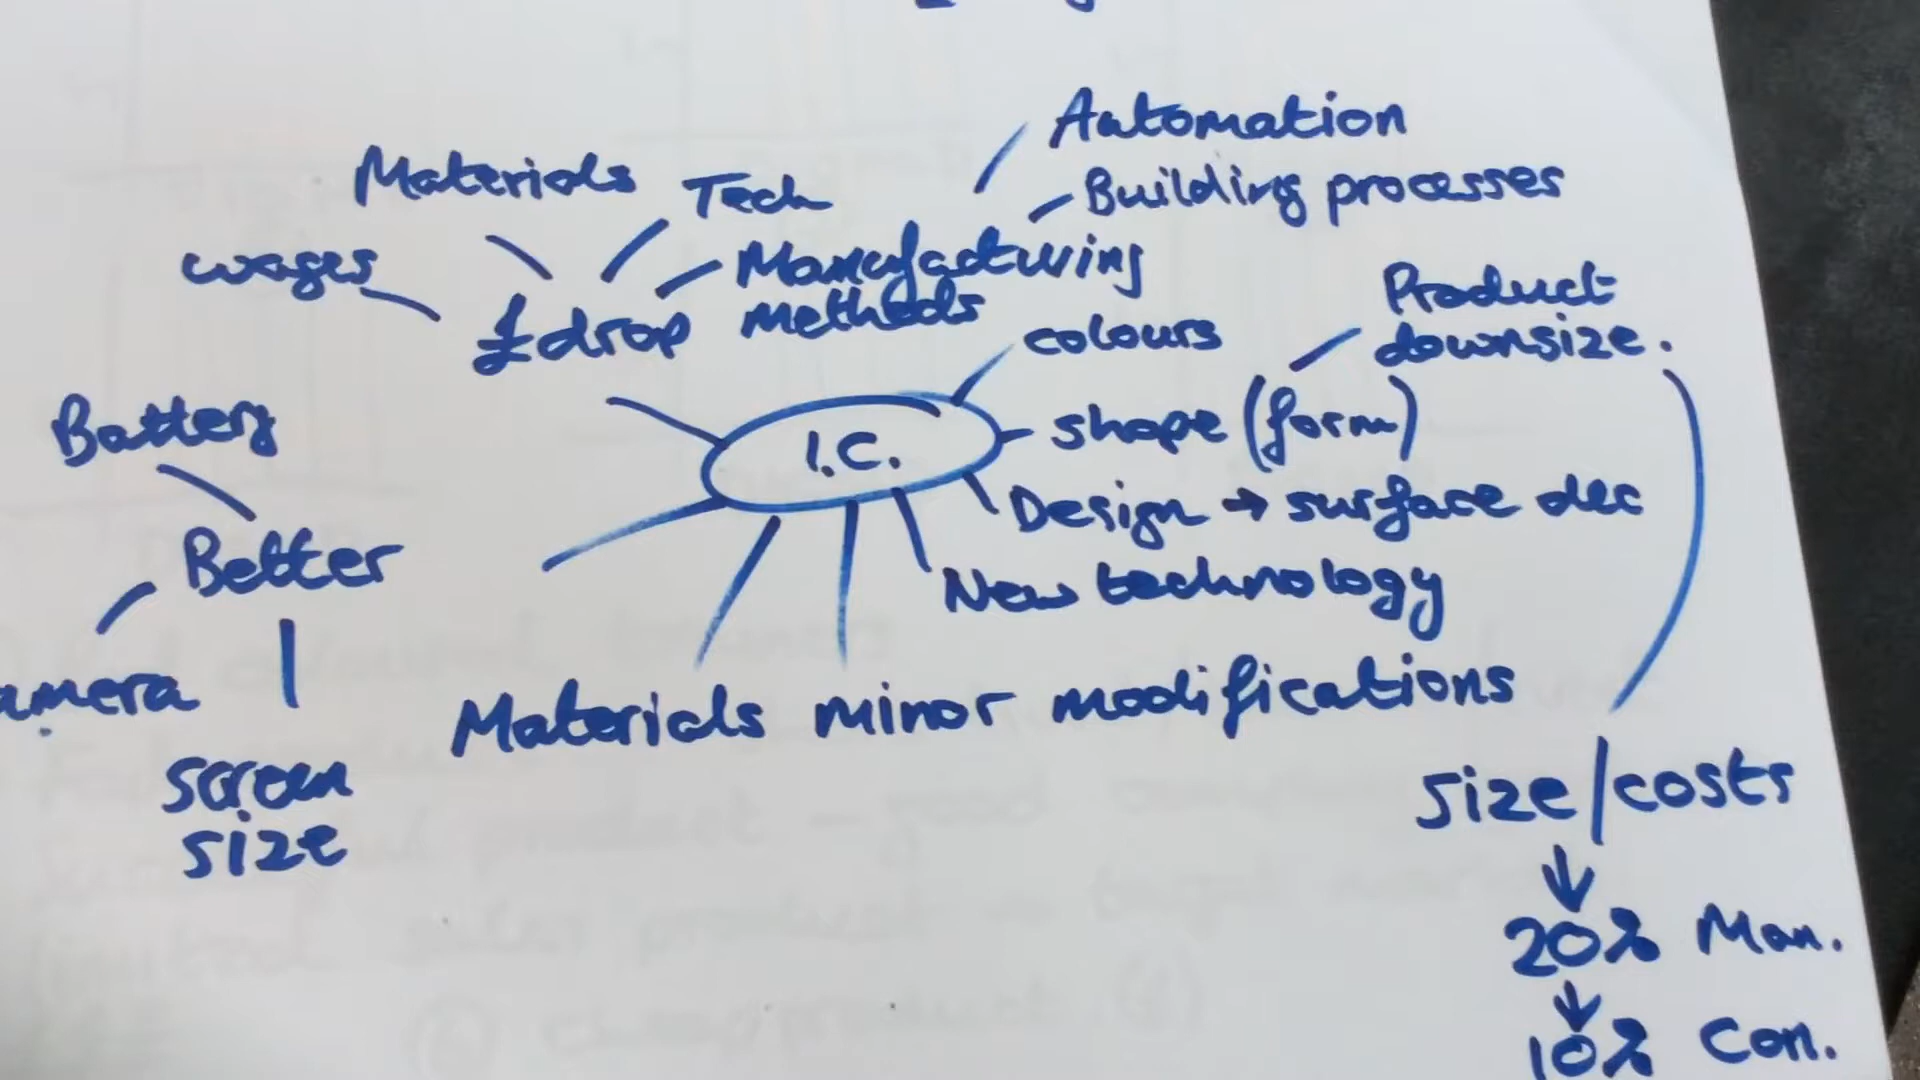 Automation
Materials Tech
Building processes
wages
Manufacturing
methods
£drop
Product
downsize.
colours
Battery
I.C.
shape (form)
Design → surface dec
Better
New technology
amera
Materials minor modifications
screen
size
size/costs
↓
20% Man.
↓
10% Con.